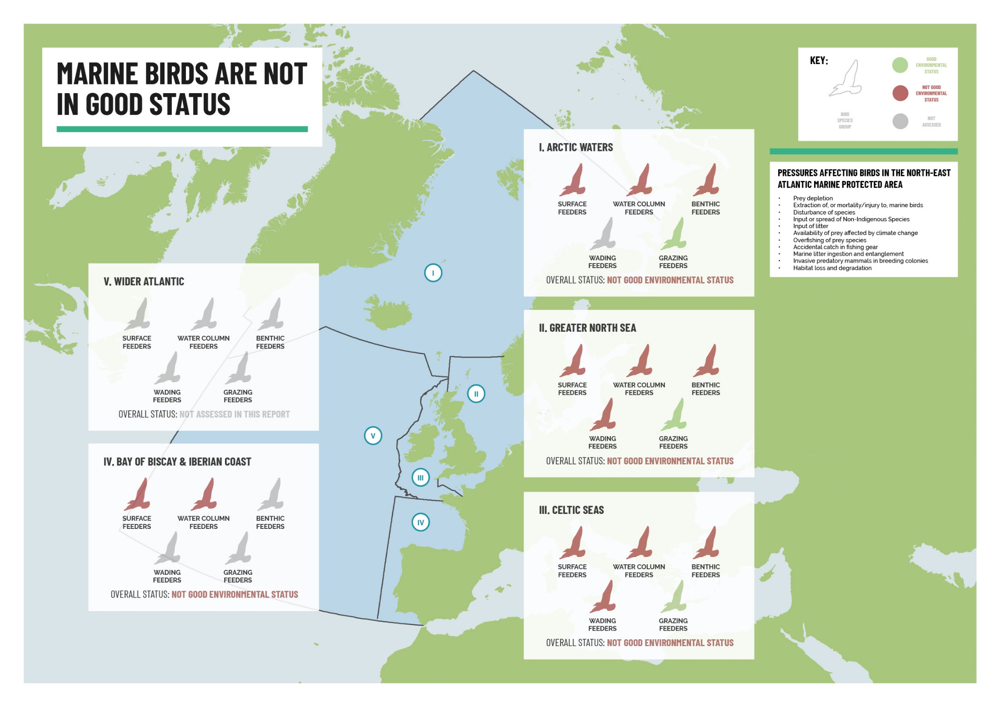 MARINE BIRDS ARE NOT
IN GOOD STATUS
KEY:
BIRD
SPECIES
GROUP
GOOD
ENVIRONMENTAL
STATUS
NOT GOOD
ENVIRONMENTAL
STATUS
NOT
ASSESSED
PRESSURES AFFECTING BIRDS IN THE NORTH-EAST
ATLANTIC MARINE PROTECTED AREA
· Prey depletion
· Extraction of, or mortality/injury to, marine birds
· Disturbance of species
· Input or spread of Non-Indigenous Species
· Input of litter
· Availability of prey affected by climate change
· Overfishing of prey species
· Accidental catch in fishing gear
· Marine litter ingestion and entanglement
· Invasive predatory mammals in breeding colonies
· Habitat loss and degradation
I. ARCTIC WATERS
SURFACE
FEEDERS
WATER COLUMN
FEEDERS
BENTHIC
FEEDERS
WADING
FEEDERS
GRAZING
FEEDERS
OVERALL STATUS: NOT GOOD ENVIRONMENTAL STATUS
II. GREATER NORTH SEA
SURFACE
FEEDERS
WATER COLUMN
FEEDERS
BENTHIC
FEEDERS
WADING
FEEDERS
GRAZING
FEEDERS
OVERALL STATUS: NOT GOOD ENVIRONMENTAL STATUS
III. CELTIC SEAS
SURFACE
FEEDERS
WATER COLUMN
FEEDERS
BENTHIC
FEEDERS
WADING
FEEDERS
GRAZING
FEEDERS
OVERALL STATUS: NOT GOOD ENVIRONMENTAL STATUS
V. WIDER ATLANTIC
SURFACE
FEEDERS
WATER COLUMN
FEEDERS
BENTHIC
FEEDERS
WADING
FEEDERS
GRAZING
FEEDERS
OVERALL STATUS: NOT ASSESSED IN THIS REPORT
IV. BAY OF BISCAY & IBERIAN COAST
SURFACE
FEEDERS
WATER COLUMN
FEEDERS
BENTHIC
FEEDERS
WADING
FEEDERS
GRAZING
FEEDERS
OVERALL STATUS: NOT GOOD ENVIRONMENTAL STATUS
I
II
V
III
IV